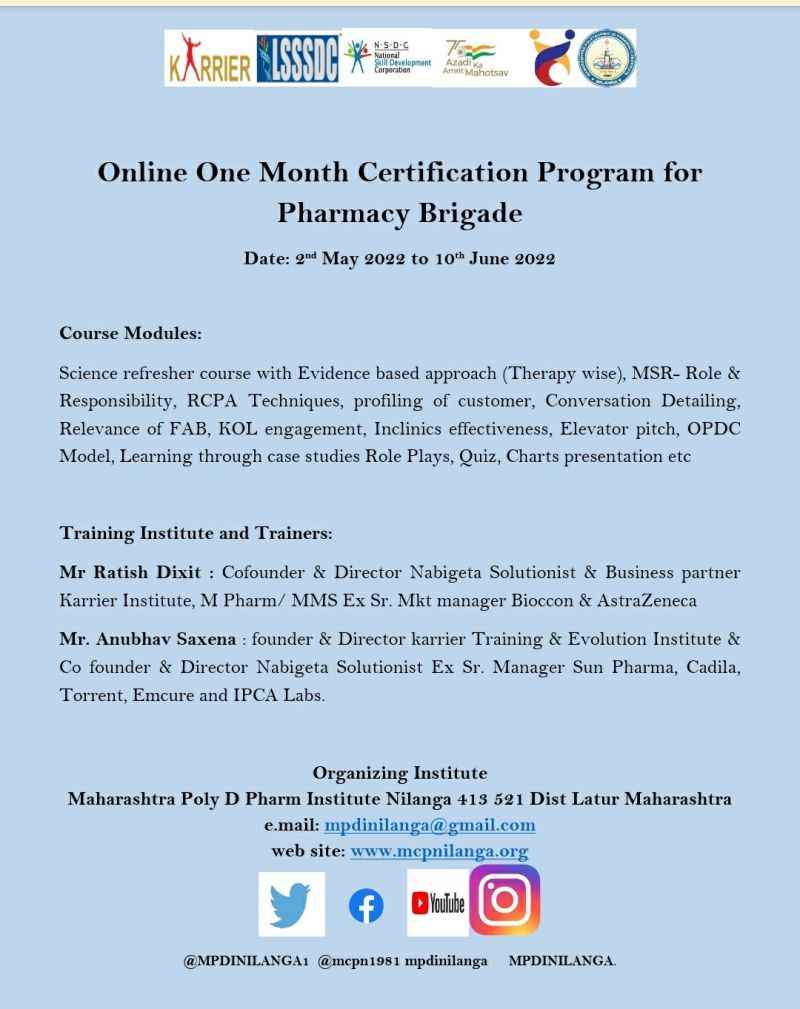 KARRIER
LSSSDC
N·S·D·C
National
Skill Development
Corporation
75
Azadi Ka
Amrit Mahotsav
Online One Month Certification Program for
Pharmacy Brigade
Date: 2nd May 2022 to 10th June 2022
Course Modules:
Science refresher course with Evidence based approach (Therapy wise), MSR- Role &
Responsibility, RCPA Techniques, profiling of customer, Conversation Detailing,
Relevance of FAB, KOL engagement, Inclinics effectiveness, Elevator pitch, OPDC
Model, Learning through case studies Role Plays, Quiz, Charts presentation etc
Training Institute and Trainers:
Mr Ratish Dixit : Cofounder & Director Nabigeta Solutionist & Business partner
Karrier Institute, M Pharm/ MMS Ex Sr. Mkt manager Bioccon & AstraZeneca
Mr. Anubhav Saxena : founder & Director karrier Training & Evolution Institute &
Co founder & Director Nabigeta Solutionist Ex Sr. Manager Sun Pharma, Cadila,
Torrent, Emcure and IPCA Labs.
Organizing Institute
Maharashtra Poly D Pharm Institute Nilanga 413 521 Dist Latur Maharashtra
e.mail: mpdinilanga@gmail.com
web site: www.mcpnilanga.org
YouTube
@MPDINILANGA1 @mcpn1981 mpdinilanga MPDINILANGA.